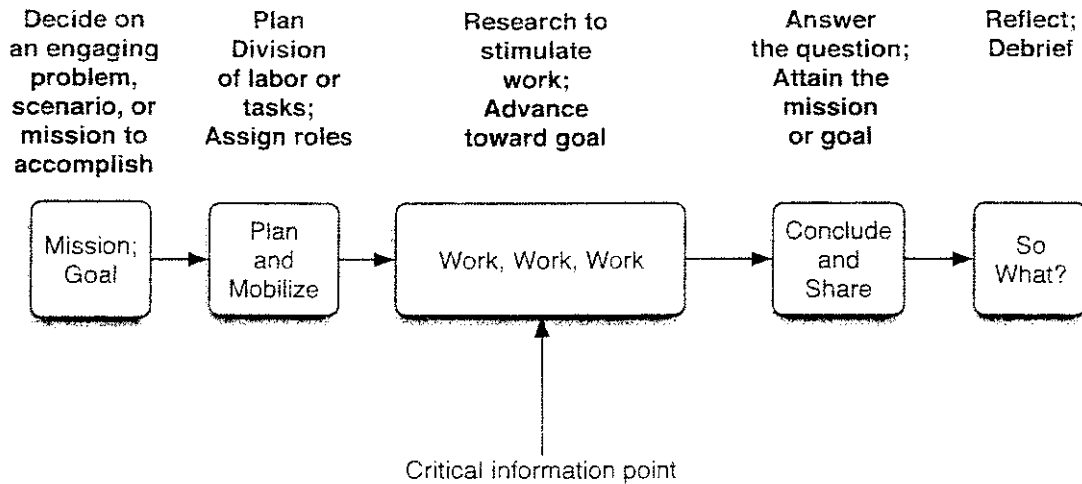 Decide on
an engaging
problem,
scenario, or
mission to
accomplish
Plan
Division
of labor or
tasks;
Assign roles
Research to
stimulate
work;
Advance
toward goal
Answer
the question;
Attain the
mission
or goal
Reflect;
Debrief
Mission;
Goal
Plan
and
Mobilize
Work, Work, Work
Conclude
and
Share
So
What?
Critical information point